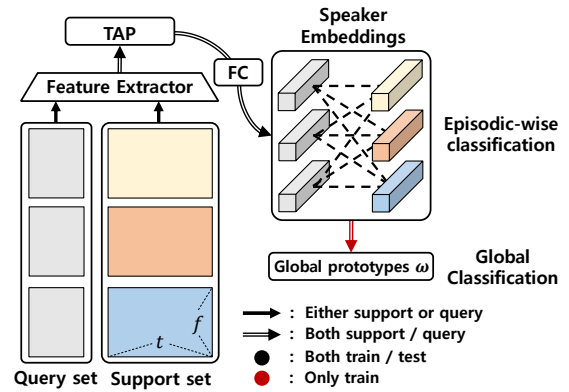 Speaker
Embeddings
TAP
FC
Feature Extractor
Episodic-wise
classification
Global prototypes ω
Global
Classification
f
t
Query set
Support set
: Either support or query
: Both support / query
: Both train / test
: Only train